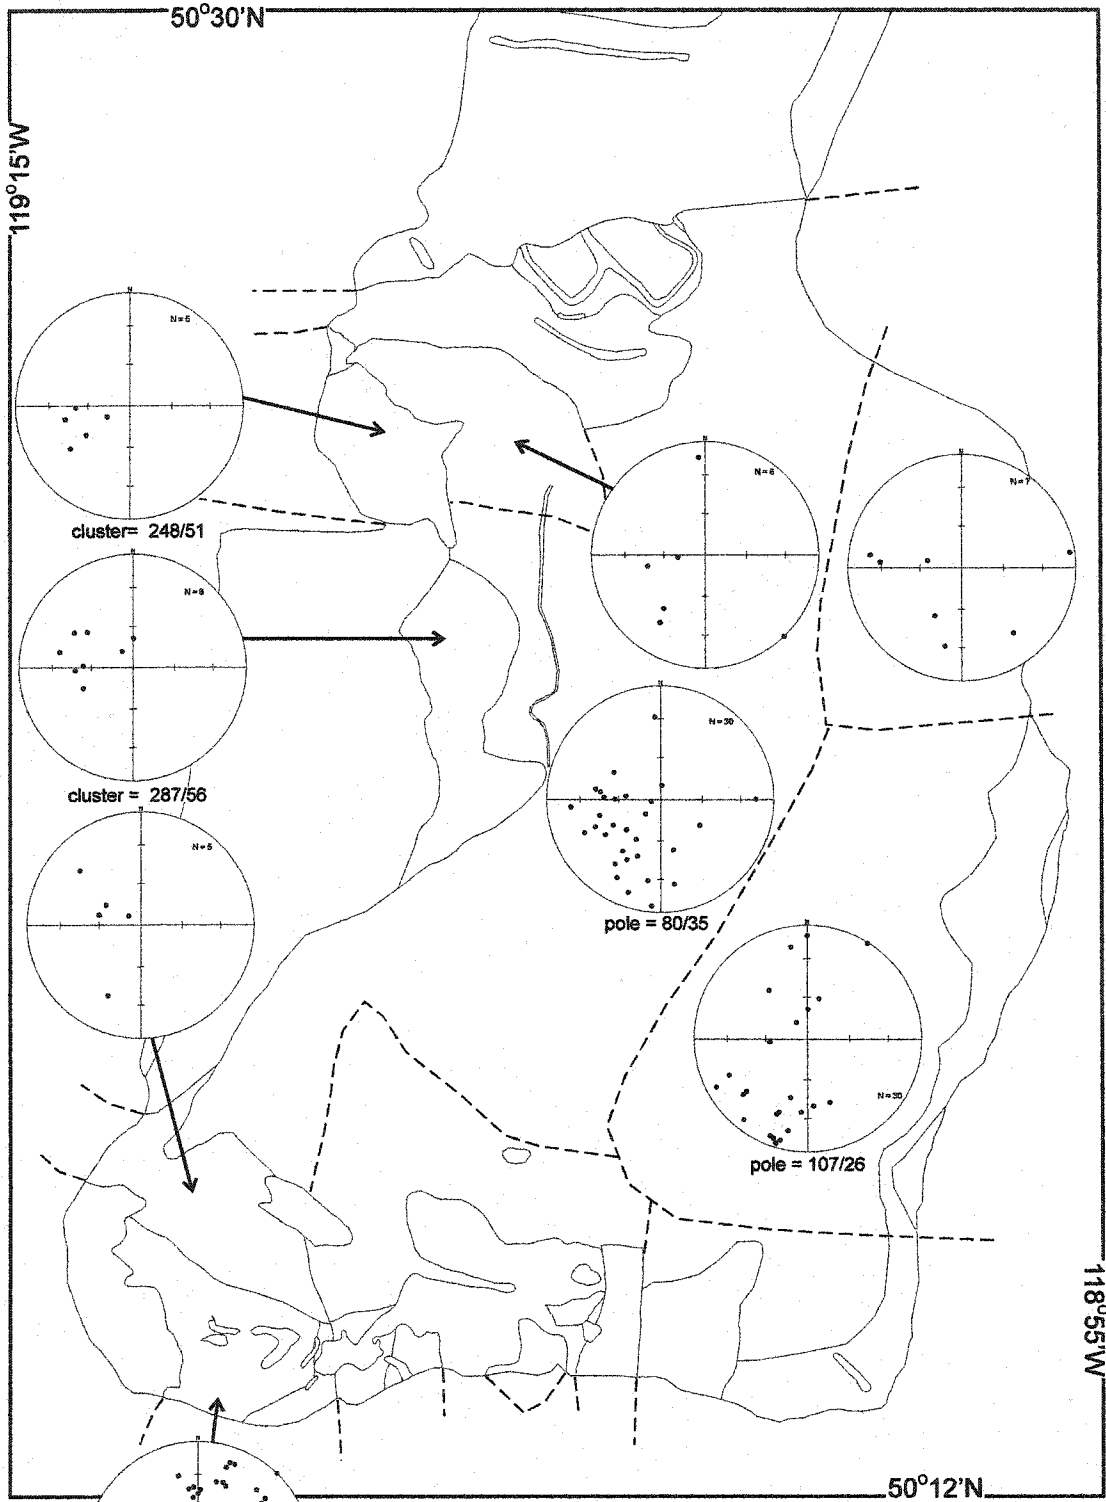 50°30'N
119°15'W
N
N=5
cluster= 248/51
N
N=6
N
N=7
N
N=8
cluster = 287/56
N
N=30
pole = 80/35
N
N=5
N
N=30
pole = 107/26
118°55'W
N
50°12'N